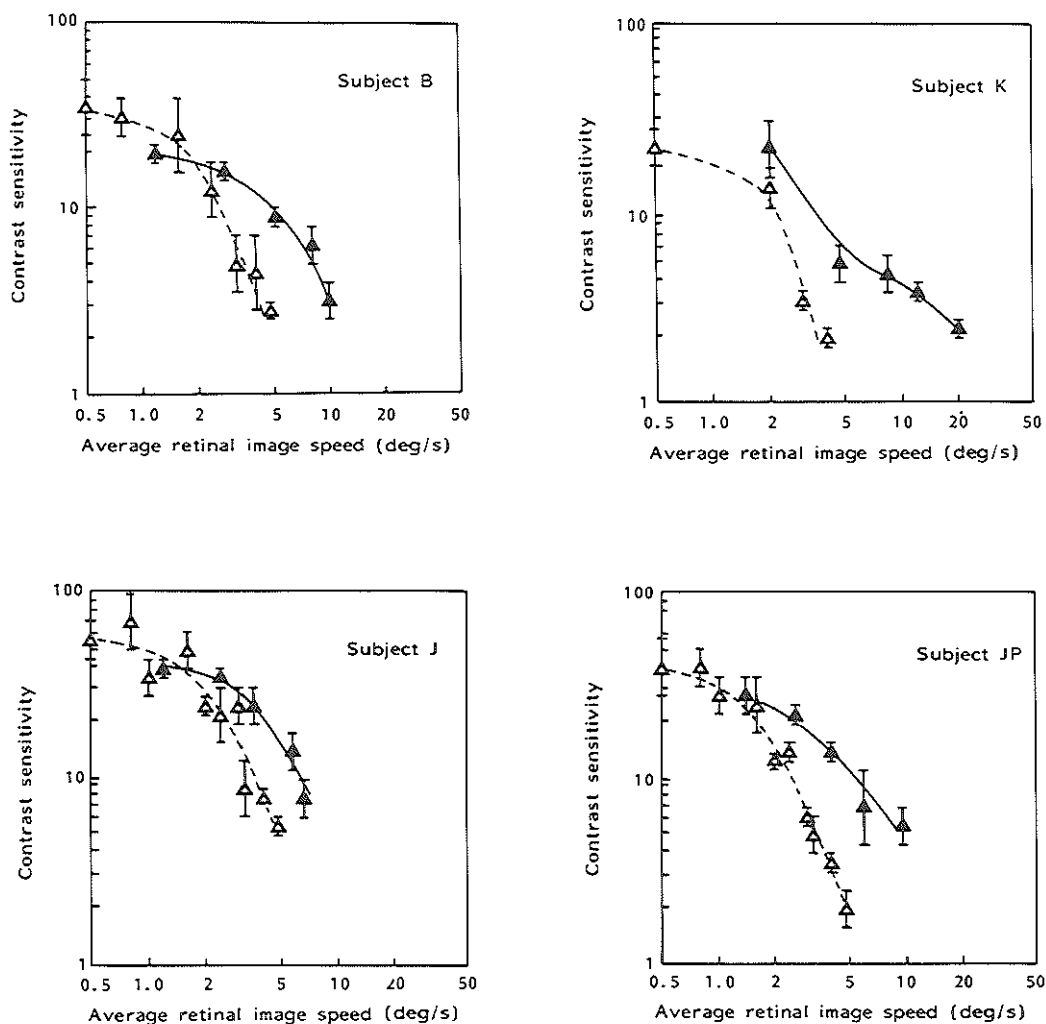 100
10
1
Contrast sensitivity
Subject B
0.5 1.0 2 5 10 50
Average retinal image speed (deg/s)
100
10
1
Contrast sensitivity
Subject K
0.5 1.0 2 5 10 20 50
Average retinal image speed (deg/s)
100
10
1
Contrast sensitivity
Subject J
0.5 1.0 2 5 10 50
Average retinal image speed (deg/s)
100
10
1
Contrast sensitivity
Subject JP
0.5 1.0 2 5 10 20 50
Average retinal image speed (deg/s)